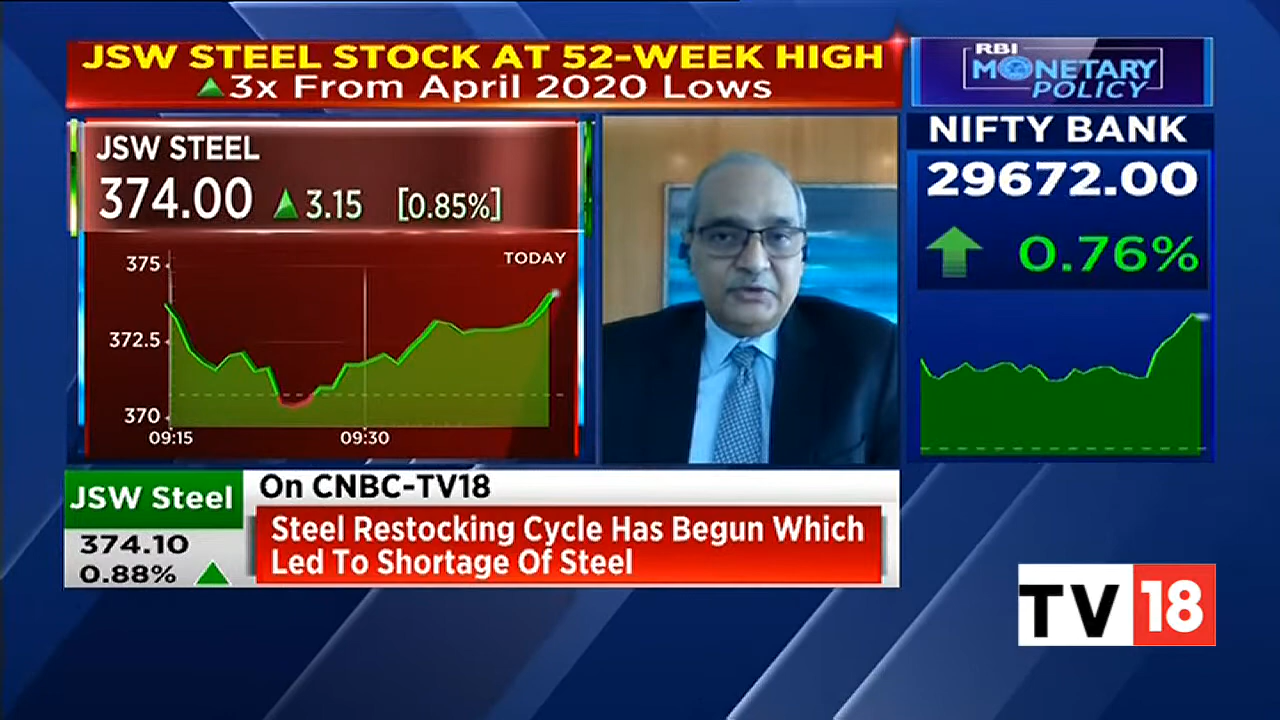 JSW STEEL STOCK AT 52-WEEK HIGH
▲3x From April 2020 Lows
RBI
MONETARY
POLICY
JSW STEEL
374.00 ▲ 3.15 [0.85%]
TODAY
375
372.5
370
09:15 09:30
NIFTY BANK
29672.00
0.76%
JSW Steel
374.10
0.88% ▲
On CNBC-TV18
Steel Restocking Cycle Has Begun Which
Led To Shortage Of Steel
TV18